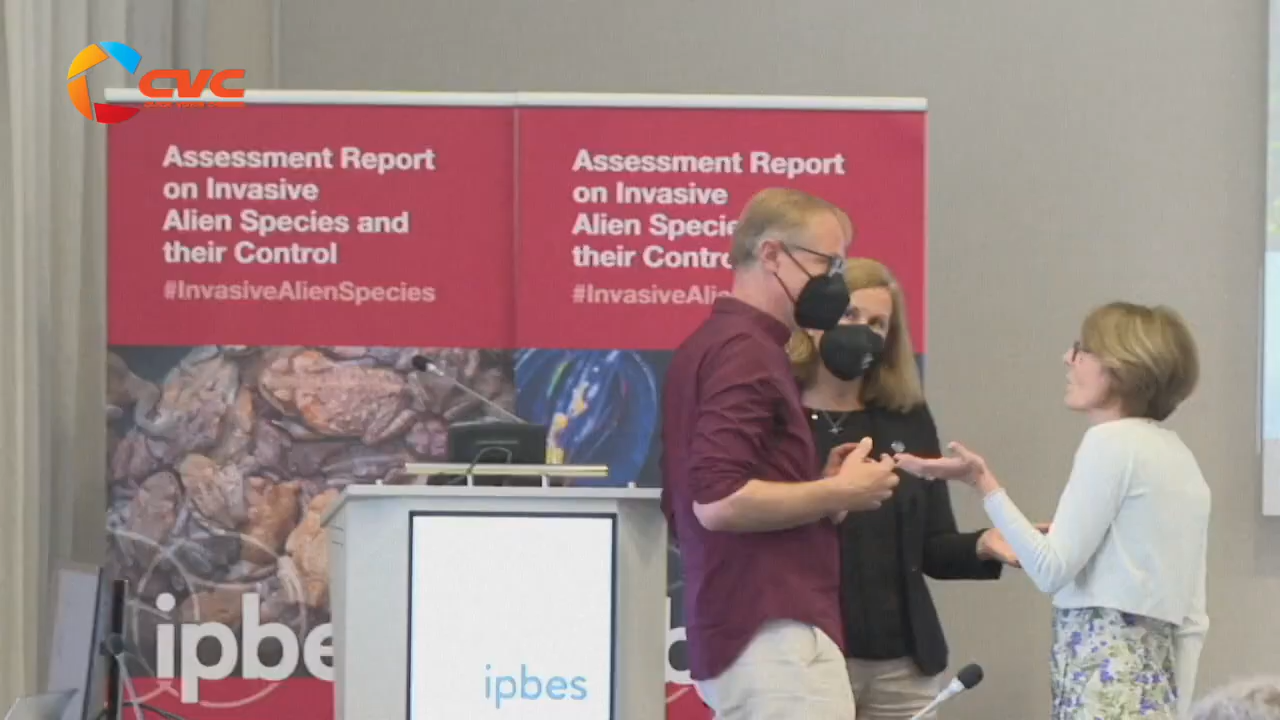 CVC
Assessment Report
on Invasive
Alien Species and
their Control
#InvasiveAlienSpecies
Assessment Report
on Invasive
Alien Specie
their Contro
#InvasiveAli
ipbe
ipbes